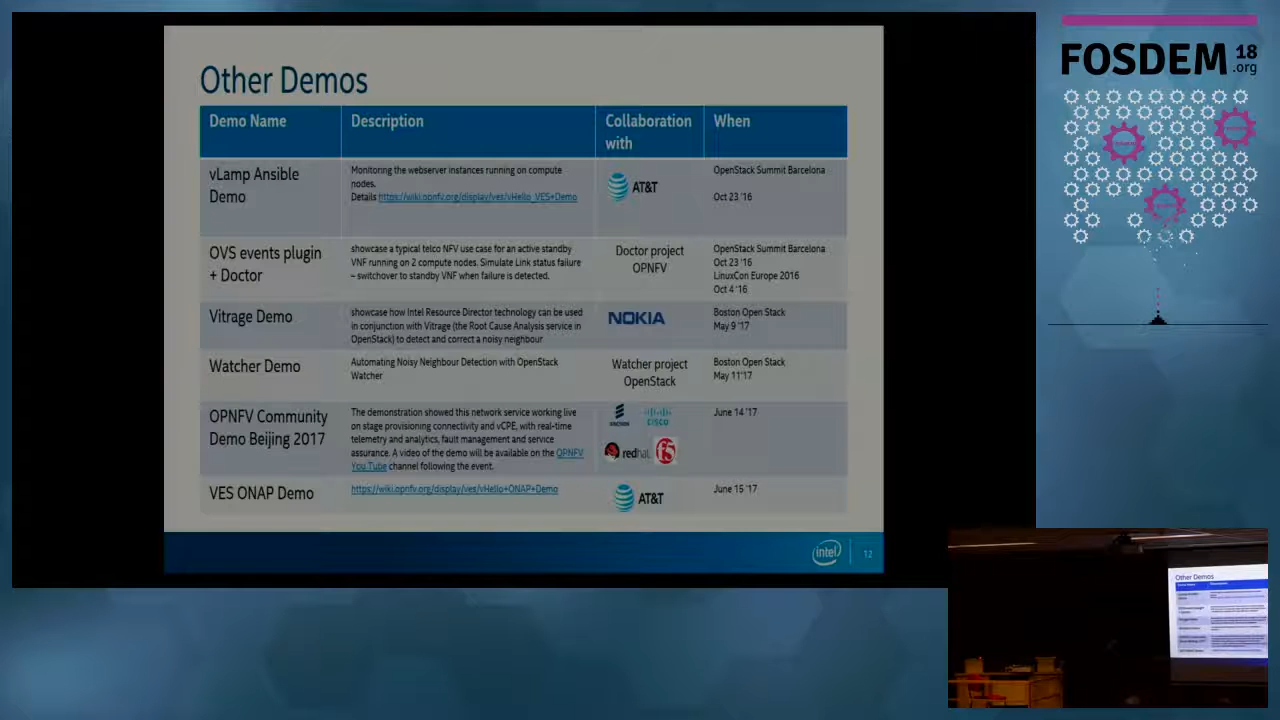 Other Demos
Demo Name
Description
Collaboration
with
When
vLamp Ansible
Demo
Monitoring the webserver instances running on compute
nodes.
Details https://wiki.opnfv.org/display/ves/vHello_VES+Demo
AT&T
OpenStack Summit Barcelona
Oct 23 '16
OVS events plugin
+ Doctor
showcase a typical telco NFV use case for an active standby
VNF running on 2 compute nodes. Simulate Link status failure
– switchover to standby VNF when failure is detected.
Doctor project
OPNFV
OpenStack Summit Barcelona
Oct 23 '16
LinuxCon Europe 2016
Oct 4 '16
Vitrage Demo
showcase how Intel Resource Director technology can be used
in conjunction with Vitrage (the Root Cause Analysis service in
OpenStack) to detect and correct a noisy neighbour
NOKIA
Boston Open Stack
May 9 '17
Watcher Demo
Automating Noisy Neighbour Detection with OpenStack
Watcher
Watcher project
OpenStack
Boston Open Stack
May 11'17
OPNFV Community
Demo Beijing 2017
The demonstration showed this network service working live
on stage provisioning connectivity and vCPE, with real-time
telemetry and analytics, fault management and service
assurance. A video of the demo will be available on the OPNFV
You Tube channel following the event.
ERICSSON
CISCO
redhat
f5
June 14 '17
VES ONAP Demo
https://wiki.opnfv.org/display/ves/vHello+ONAP+Demo
AT&T
June 15 '17
intel
12
FOSDEM 18
.org
Other Demos